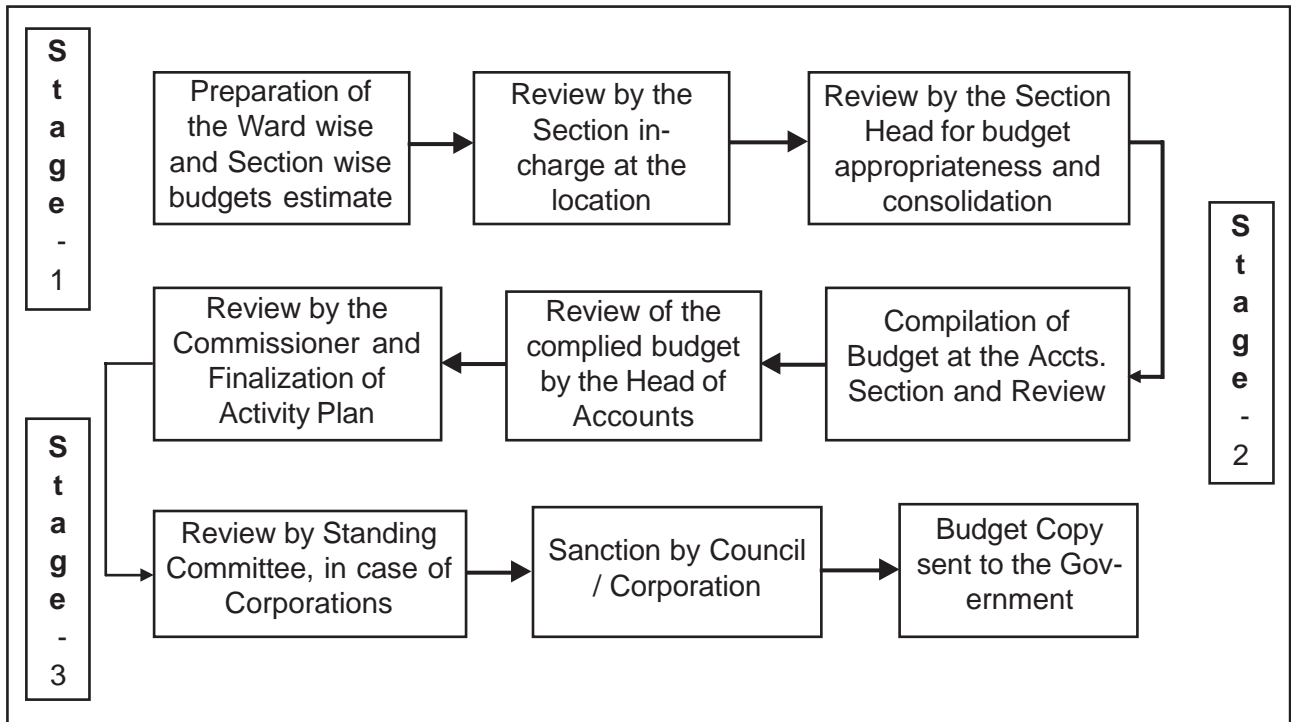 S
t
a
g
e
-
1
Preparation of
the Ward wise
and Section wise
budgets estimate
Review by the
Section in-
charge at the
location
Review by the Section
Head for budget
appropriateness and
consolidation
S
t
a
g
e
-
2
Compilation of
Budget at the Accts.
Section and Review
Review of the
complied budget
by the Head of
Accounts
Review by the
Commissioner and
Finalization of
Activity Plan
S
t
a
g
e
-
3
Review by Standing
Committee, in case of
Corporations
Sanction by Council
/ Corporation
Budget Copy
sent to the Gov-
ernment